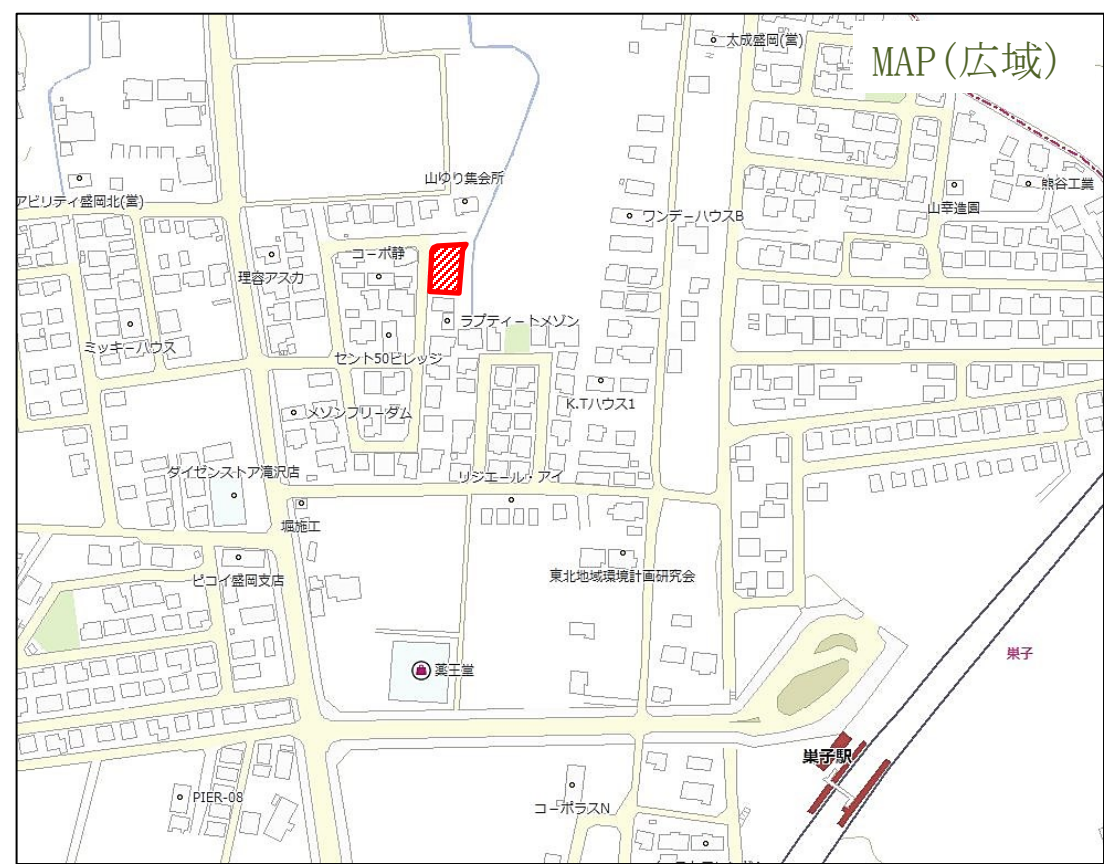 太成盛岡(営)
MAP(広域)
山ゆり集会所
熊谷工業
アビリティ盛岡北(営)
山幸造園
ワンデーハウスB
コーポ静
理容アスカ
ラプティートメゾン
ミッキーハウス
セント50ビレッジ
K.Tハウス1
メゾンフリーダム
ダイゼンストア滝沢店
リジエール・アイ
堀施工
ピコイ盛岡支店
東北地域環境計画研究会
巣子
薬王堂
巣子駅
PIER-08
コーポラスN